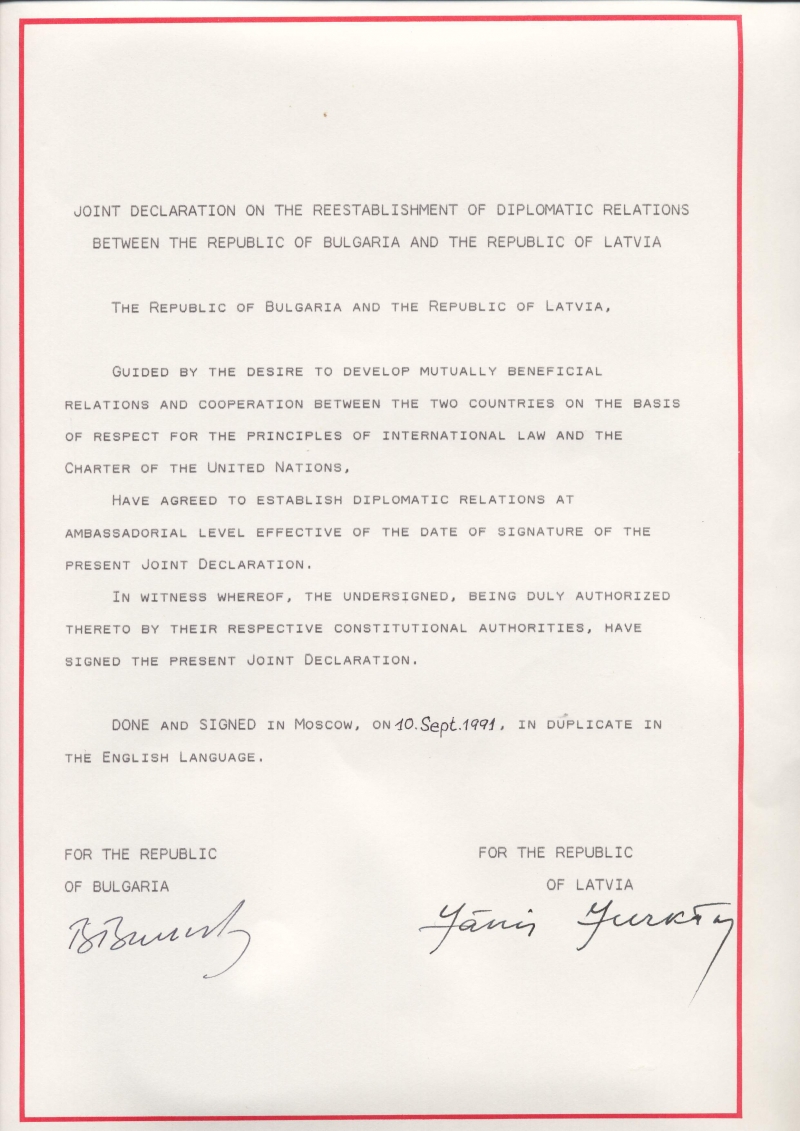 JOINT DECLARATION ON THE REESTABLISHMENT OF DIPLOMATIC RELATIONS
BETWEEN THE REPUBLIC OF BULGARIA AND THE REPUBLIC OF LATVIA
THE REPUBLIC OF BULGARIA AND THE REPUBLIC OF LATVIA,
GUIDED BY THE DESIRE TO DEVELOP MUTUALLY BENEFICIAL
RELATIONS AND COOPERATION BETWEEN THE TWO COUNTRIES ON THE BASIS
OF RESPECT FOR THE PRINCIPLES OF INTERNATIONAL LAW AND THE
CHARTER OF THE UNITED NATIONS,
HAVE AGREED TO ESTABLISH DIPLOMATIC RELATIONS AT
AMBASSADORIAL LEVEL EFFECTIVE OF THE DATE OF SIGNATURE OF THE
PRESENT JOINT DECLARATION.
IN WITNESS WHEREOF, THE UNDERSIGNED, BEING DULY AUTHORIZED
THERETO BY THEIR RESPECTIVE CONSTITUTIONAL AUTHORITIES, HAVE
SIGNED THE PRESENT JOINT DECLARATION.
DONE AND SIGNED IN MOSCOW, ON 10.Sept.1991, IN DUPLICATE IN
THE ENGLISH LANGUAGE.
FOR THE REPUBLIC
OF BULGARIA
FOR THE REPUBLIC
OF LATVIA
Jānis